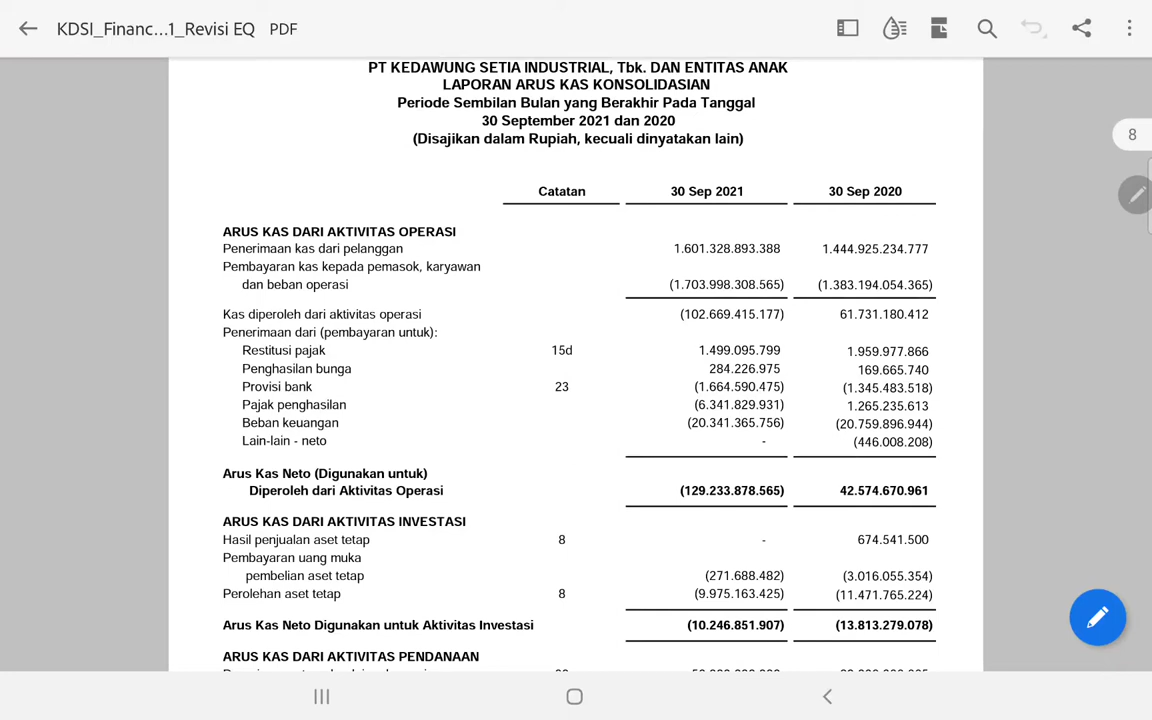 KDSI_Financ...1_Revisi EQ PDF
PT KEDAWUNG SETIA INDUSTRIAL, Tbk. DAN ENTITAS ANAK
LAPORAN ARUS KAS KONSOLIDASIAN
Periode Sembilan Bulan yang Berakhir Pada Tanggal
30 September 2021 dan 2020
(Disajikan dalam Rupiah, kecuali dinyatakan lain)
8
Catatan 30 Sep 2021 30 Sep 2020
ARUS KAS DARI AKTIVITAS OPERASI
Penerimaan kas dari pelanggan 1.601.328.893.388 1.444.925.234.777
Pembayaran kas kepada pemasok, karyawan
dan beban operasi (1.703.998.308.565) (1.383.194.054.365)
Kas diperoleh dari aktivitas operasi (102.669.415.177) 61.731.180.412
Penerimaan dari (pembayaran untuk):
Restitusi pajak 15d 1.499.095.799 1.959.977.866
Penghasilan bunga 284.226.975 169.665.740
Provisi bank 23 (1.664.590.475) (1.345.483.518)
Pajak penghasilan (6.341.829.931) 1.265.235.613
Beban keuangan (20.341.365.756) (20.759.896.944)
Lain-lain - neto - (446.008.208)
Arus Kas Neto (Digunakan untuk)
Diperoleh dari Aktivitas Operasi (129.233.878.565) 42.574.670.961
ARUS KAS DARI AKTIVITAS INVESTASI
Hasil penjualan aset tetap 8 - 674.541.500
Pembayaran uang muka
pembelian aset tetap (271.688.482) (3.016.055.354)
Perolehan aset tetap 8 (9.975.163.425) (11.471.765.224)
Arus Kas Neto Digunakan untuk Aktivitas Investasi (10.246.851.907) (13.813.279.078)
ARUS KAS DARI AKTIVITAS PENDANAAN